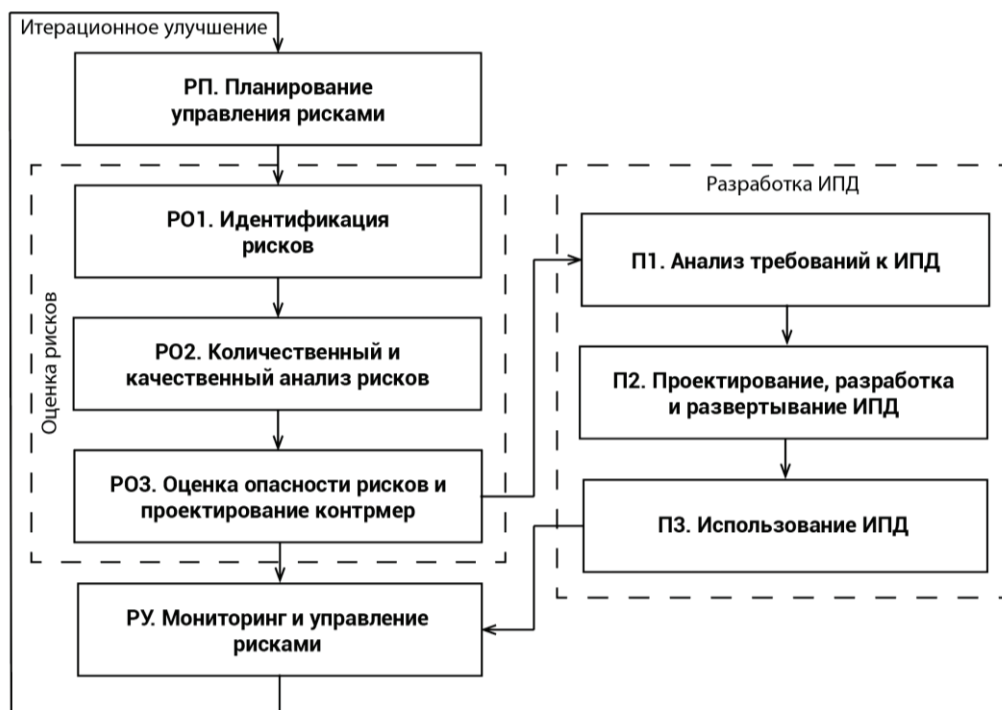 Итерационное улучшение
РП. Планирование
управления рисками
Оценка рисков
РО1. Идентификация
рисков
РО2. Количественный и
качественный анализ рисков
РО3. Оценка опасности рисков и
проектирование контрмер
РУ. Мониторинг и управление
рисками
Разработка ИПД
П1. Анализ требований к ИПД
П2. Проектирование, разработка
и развертывание ИПД
П3. Использование ИПД